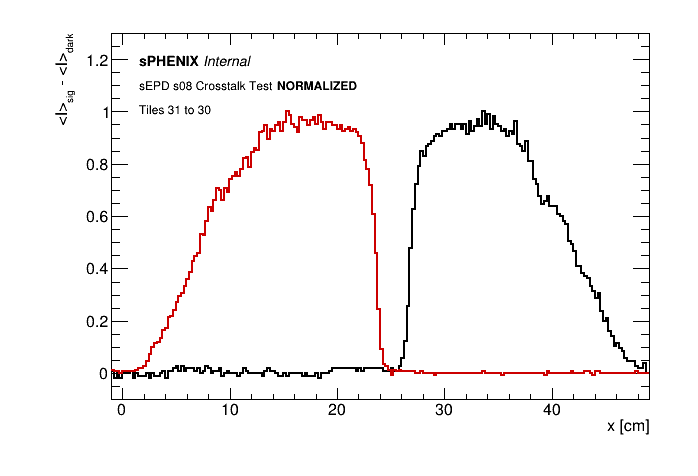 <I>sig - <I>dark
sPHENIX Internal
sEPD s08 Crosstalk Test NORMALIZED
Tiles 31 to 30
1.2
1
0.8
0.6
0.4
0.2
0
0 10 20 30 40
x [cm]